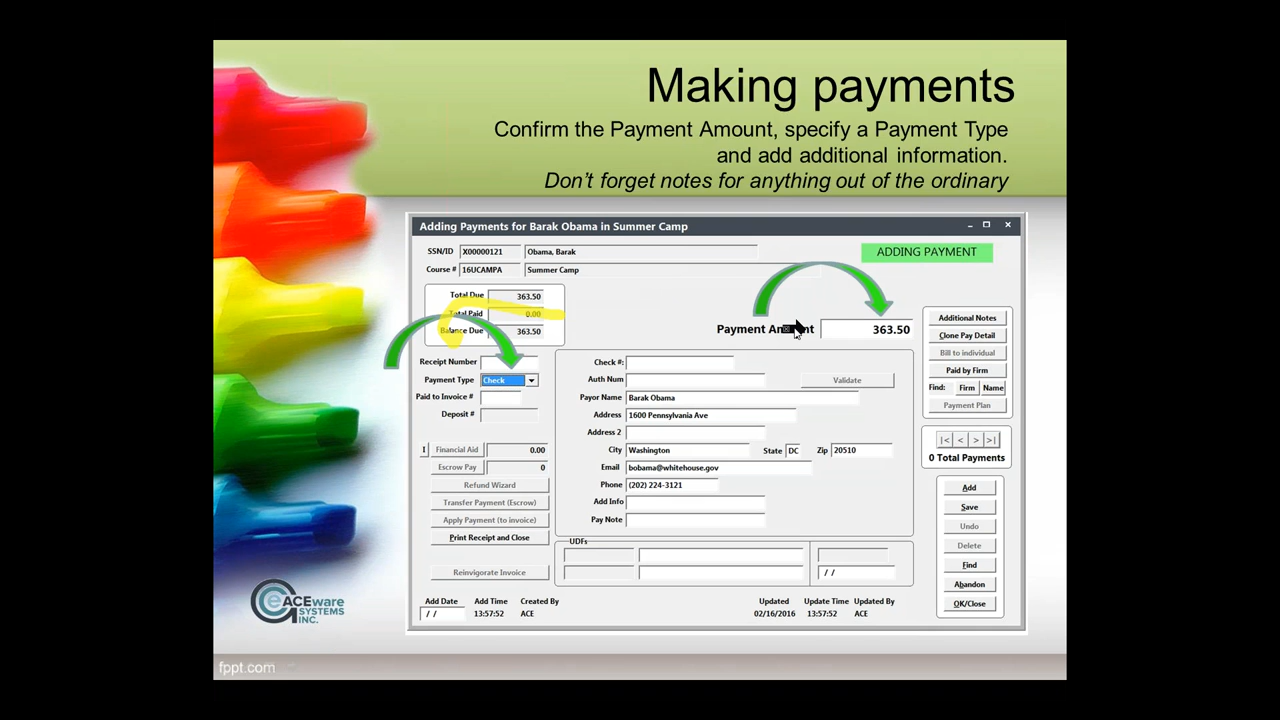 Making payments
Confirm the Payment Amount, specify a Payment Type
and add additional information.
Don't forget notes for anything out of the ordinary
Adding Payments for Barak Obama in Summer Camp
SSN/ID X00000121 Obama, Barak
ADDING PAYMENT
Course # 16UCAMPA Summer Camp
Total Due 363.50
Total Paid 0.00
Balance Due 363.50
Payment Amount 363.50
Receipt Number
Payment Type Check
Paid to Invoice #
Deposit #
I Financial Aid 0.00
Escrow Pay 0
Refund Wizard
Transfer Payment (Escrow)
Apply Payment (to invoice)
Print Receipt and Close
Reinvigorate Invoice
Check #:
Auth Num Validate
Payor Name Barak Obama
Address 1600 Pennsylvania Ave
Address 2
City Washington State DC Zip 20510
Email bobama@whitehouse.gov
Phone (202) 224-3121
Add Info
Pay Note
UDFs
/ /
Additional Notes
Clone Pay Detail
Bill to individual
Paid by Firm
Find: Firm Name
Payment Plan
|< < > >|
0 Total Payments
Add
Save
Undo
Delete
Find
Abandon
OK/Close
Add Date Add Time Created By Updated Update Time Updated By
/ / 13:57:52 ACE 02/16/2016 13:57:52 ACE
ACEware
SYSTEMS
INC.
fppt.com